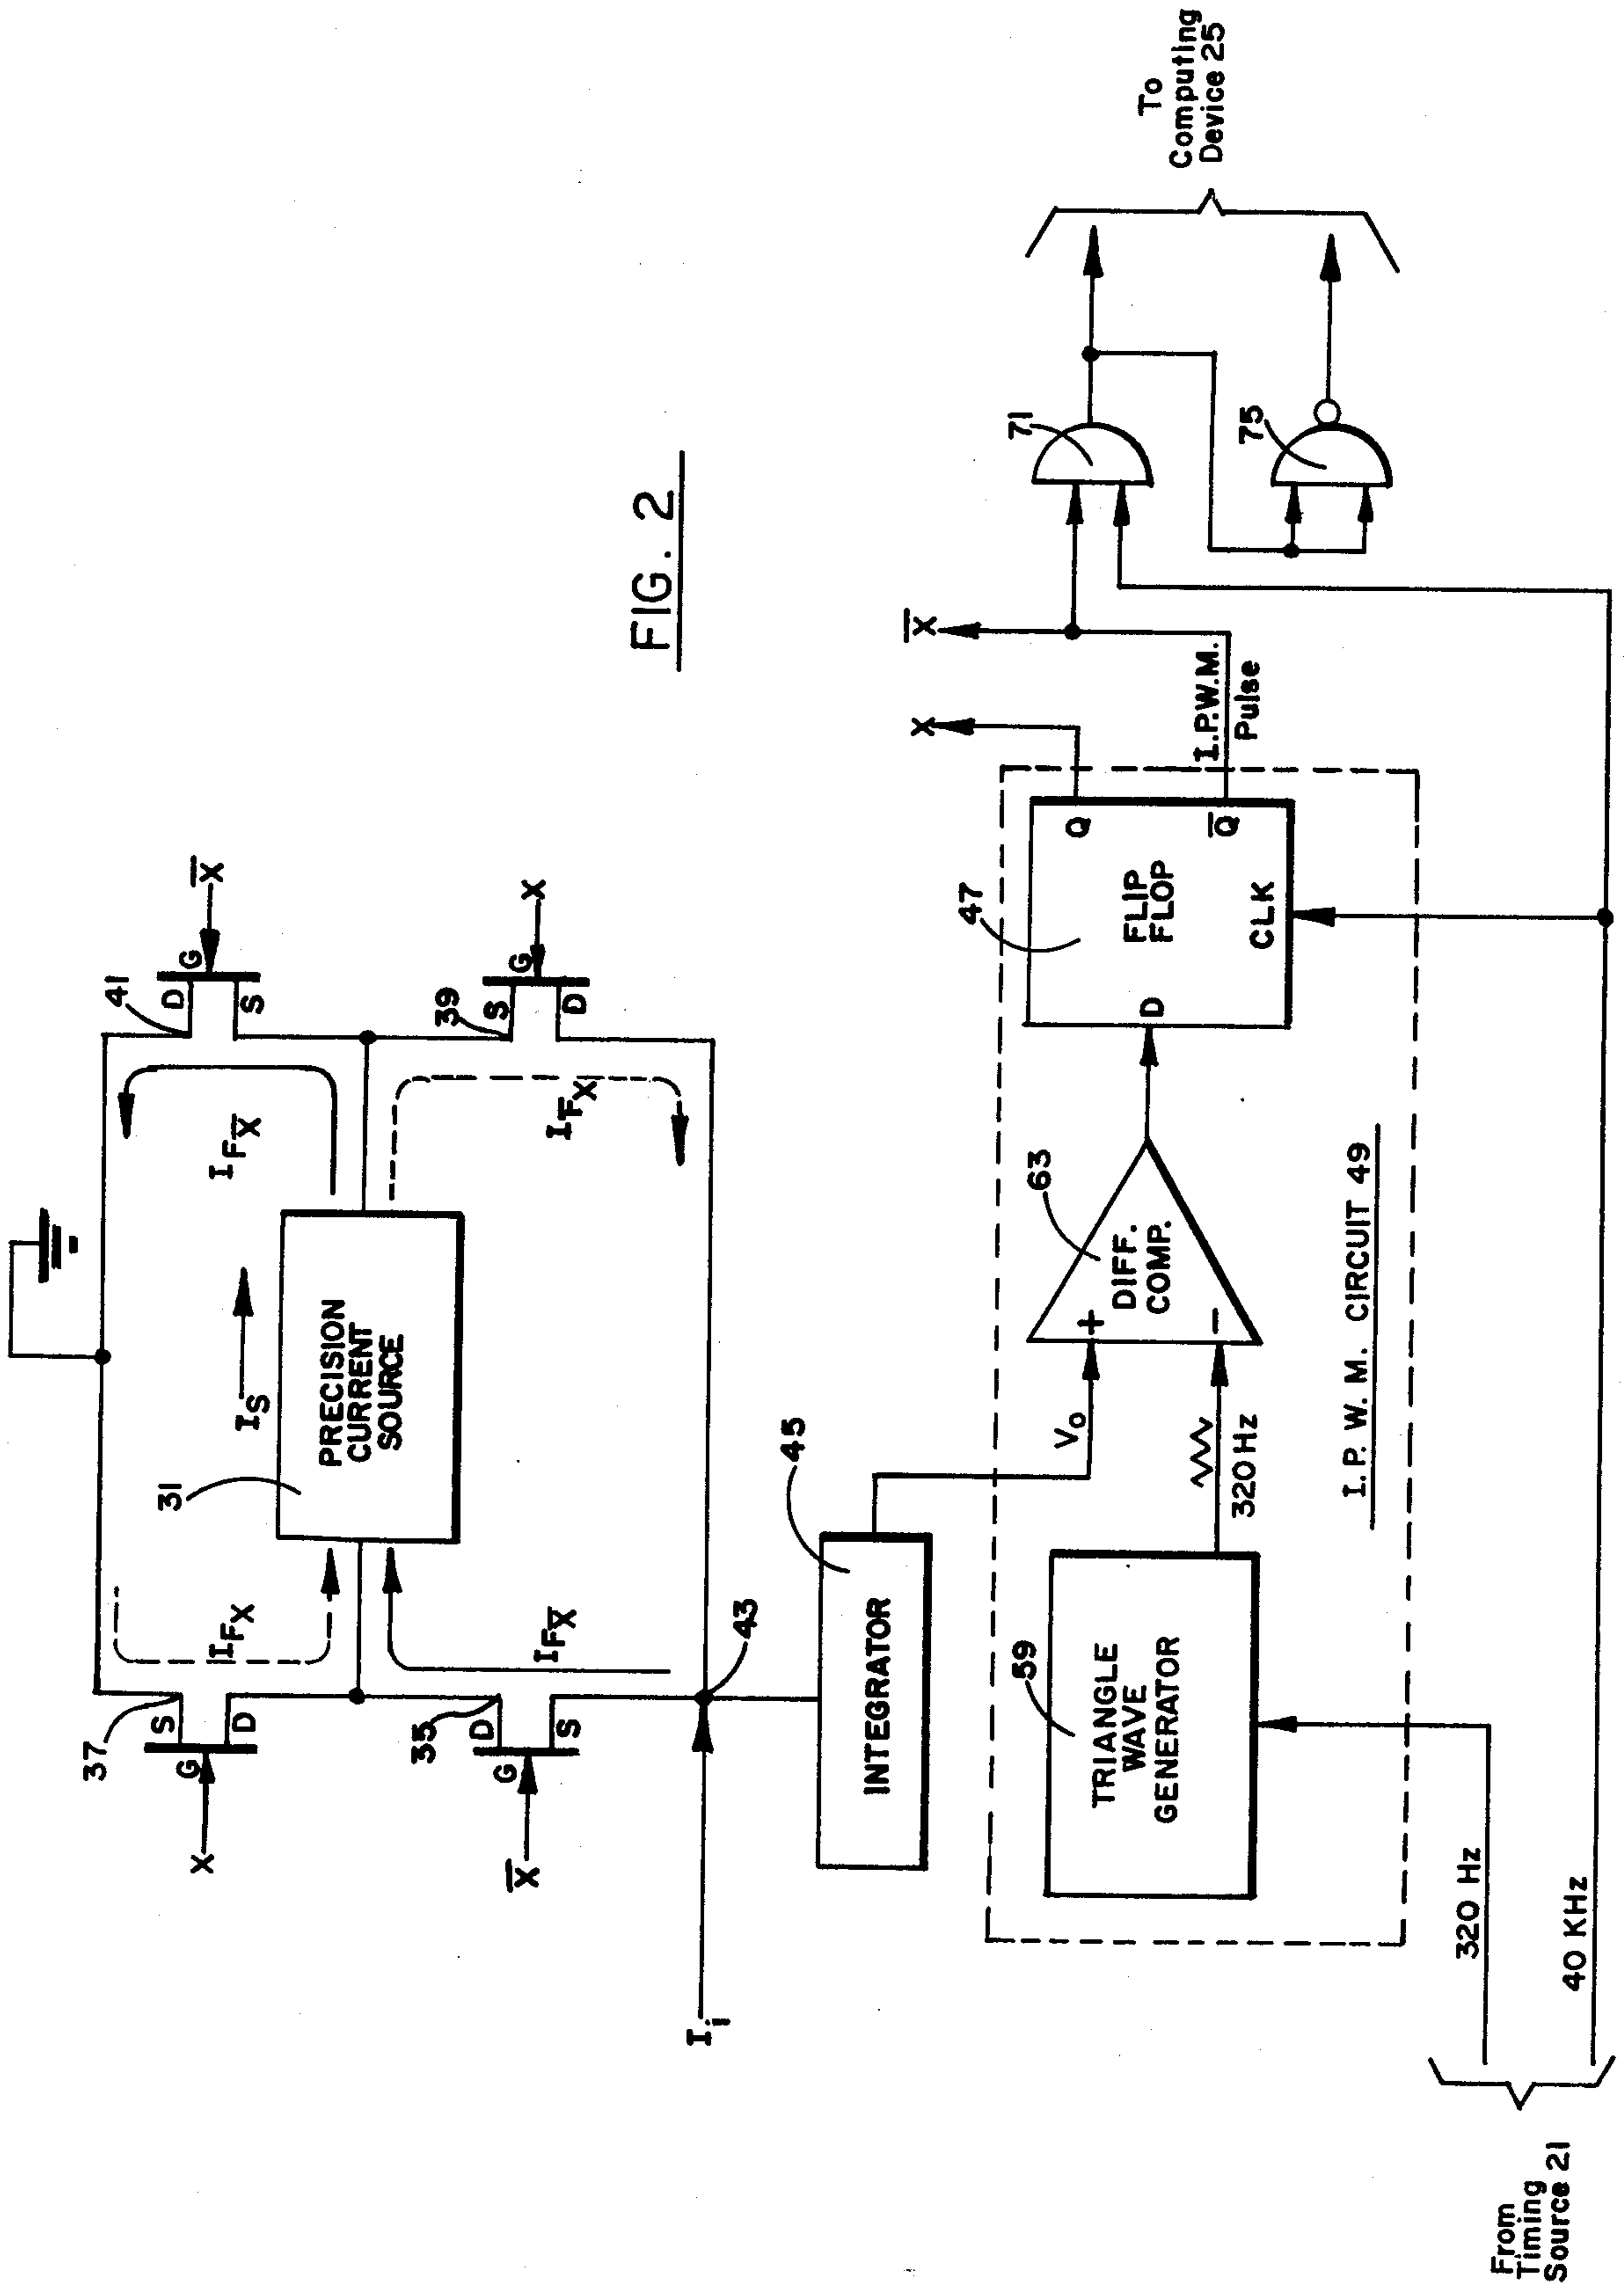 FIG. 2
X
G
S
D
37
I_FX
31
I_S
PRECISION
CURRENT
SOURCE
I_FX̅
41
D
G
S
X̅
X̅
G
D
S
35
I_FX̅
I_FX
39
S
G
D
X
I_i
43
45
INTEGRATOR
V_O
59
TRIANGLE
WAVE
GENERATOR
320 Hz
63
+
−
DIFF.
COMP.
47
D
FLIP
FLOP
CLK
Q
Q̅
X
X̅
I.P.W.M.
Pulse
71
75
To
Computing
Device 25
I.P.W.M. CIRCUIT 49
From
Timing
Source 21
320 Hz
40 KHz